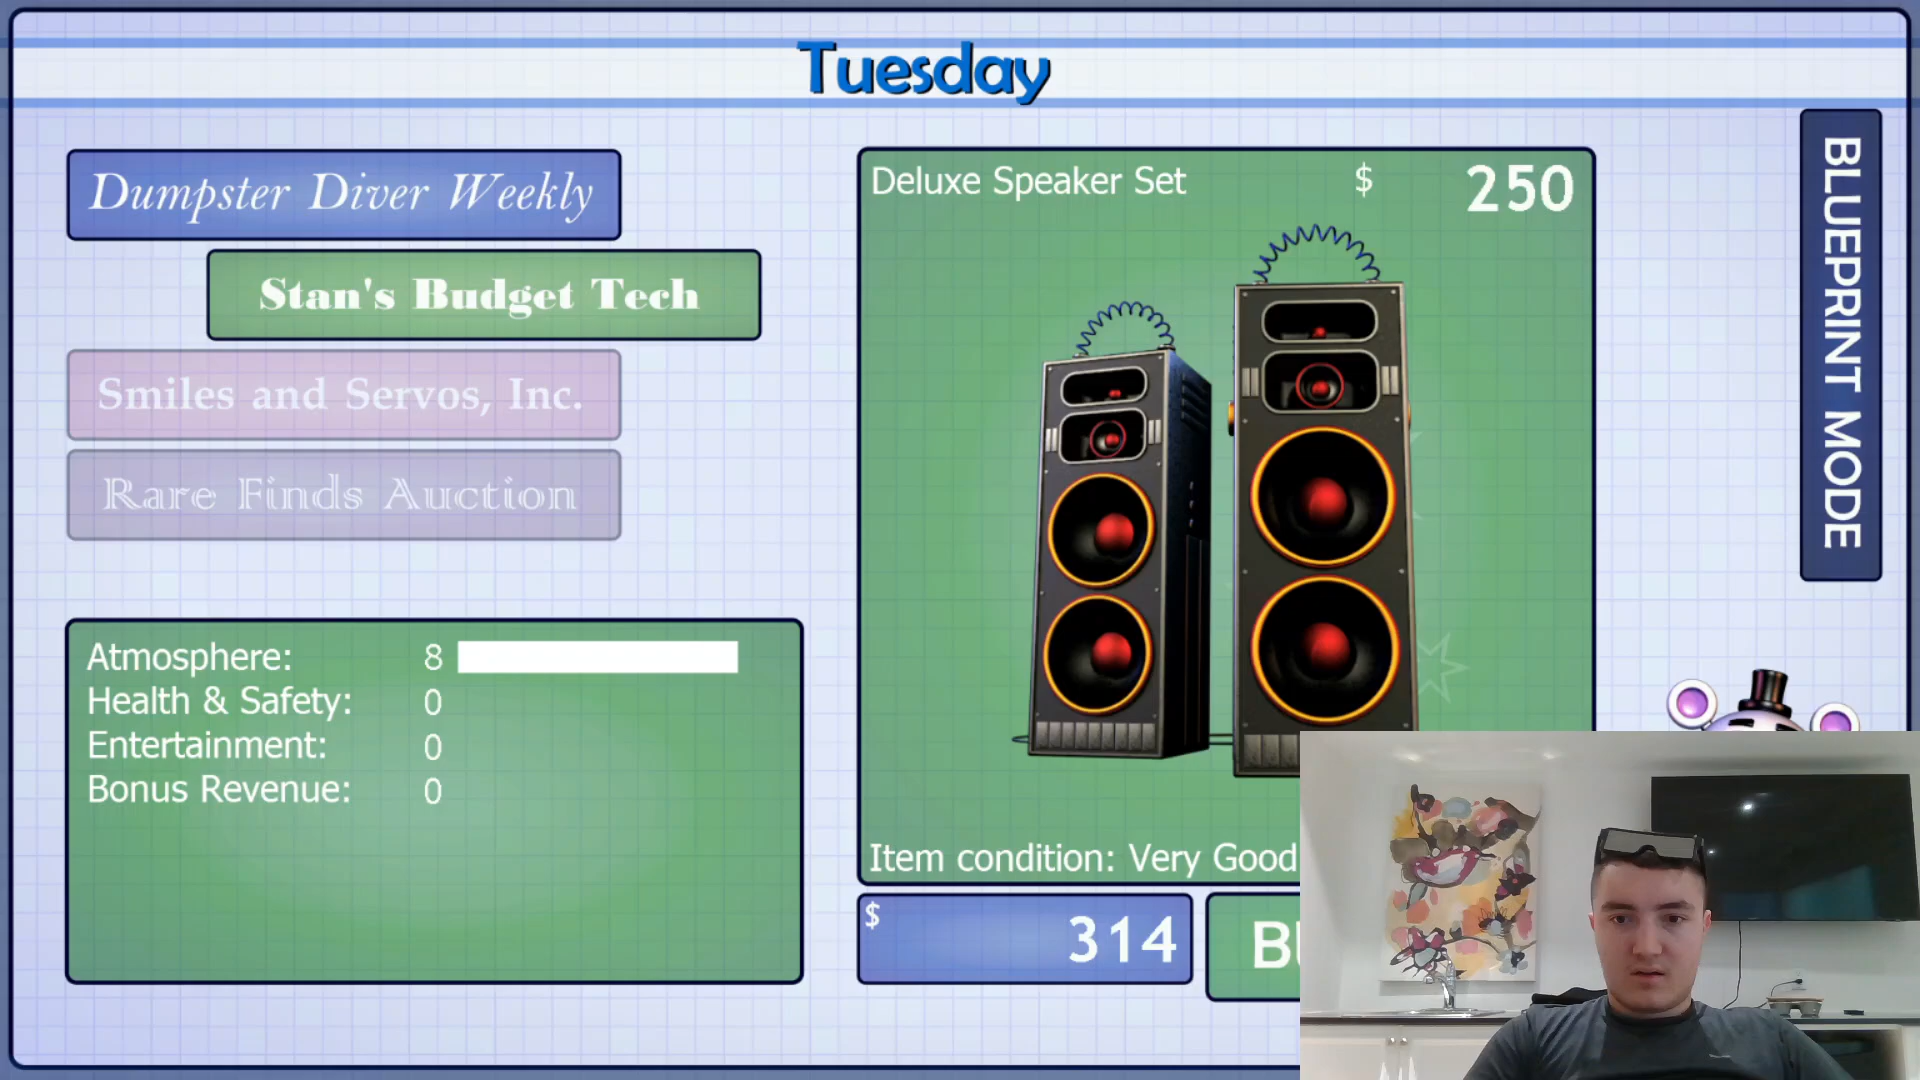 Tuesday
Dumpster Diver Weekly
Stan's Budget Tech
Smiles and Servos, Inc.
Rare Finds Auction
Atmosphere: 8
Health & Safety: 0
Entertainment: 0
Bonus Revenue: 0
Deluxe Speaker Set $ 250
Item condition: Very Good
$ 314
BLUEPRINT MODE